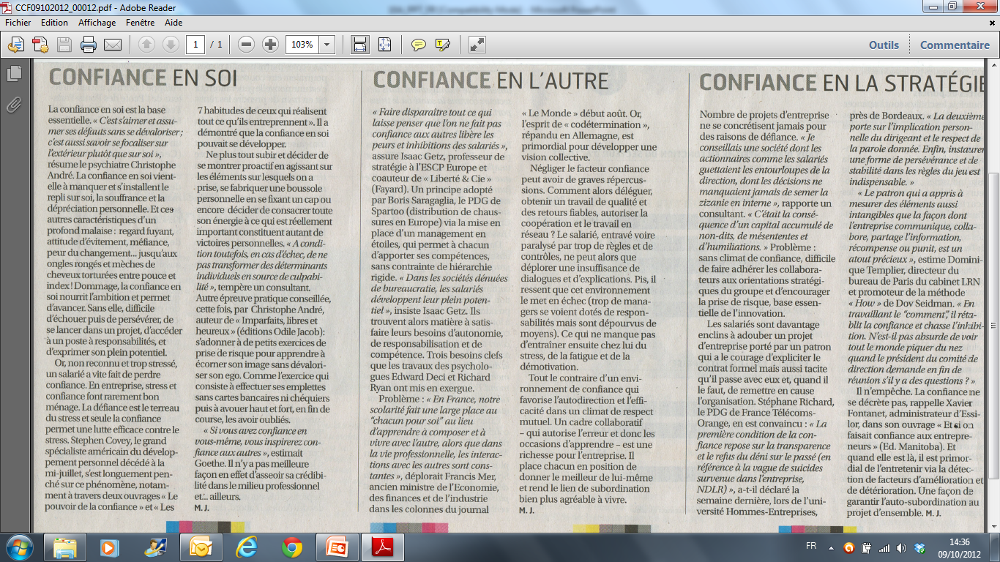 CCF09102012_00012.pdf - Adobe Reader
Fichier Edition Affichage Fenêtre Aide
1 / 1
103%
Outils
Commentaire
CONFIANCE EN SOI
La confiance en soi est la base
essentielle. « C'est s'aimer et assu-
mer ses défauts sans se dévaloriser ;
c'est aussi savoir se focaliser sur
l'extérieur plutôt que sur soi »,
résume le psychiatre Christophe
André. La confiance en soi vient-
elle à manquer et s'installent le
repli sur soi, la souffrance et la
dépréciation personnelle. Et ces
autres caractéristiques d'un
profond malaise : regard fuyant,
attitude d'évitement, méfiance,
peur du changement... jusqu'aux
ongles rongés et mèches de
cheveux torturées entre pouce et
index ! Dommage, la confiance en
soi nourrit l'ambition et permet
d'avancer. Sans elle, difficile
d'échouer puis de persévérer, de
se lancer dans un projet, d'accéder
à un poste à responsabilités, et
d'exprimer son plein potentiel.
Or, non reconnu et trop stressé,
un salarié a vite fait de perdre
confiance. En entreprise, stress et
confiance font rarement bon
ménage. La défiance est le terreau
du stress et seule la confiance
permet une lutte efficace contre le
stress. Stephen Covey, le grand
spécialiste américain du dévelop-
pement personnel décédé à la
mi-juillet, s'est longuement pen-
ché sur ce phénomène, notam-
ment à travers deux ouvrages « Le
pouvoir de la confiance » et « Les
7 habitudes de ceux qui réalisent
tout ce qu'ils entreprennent ». Il a
démontré que la confiance en soi
pouvait se développer.
Ne plus tout subir et décider de
se montrer proactif en agissant sur
les éléments sur lesquels on a
prise, se fabriquer une boussole
personnelle en se fixant un cap ou
encore décider de consacrer toute
son énergie à ce qui est réellement
important constituent autant de
victoires personnelles. « A condi-
tion toutefois, en cas d'échec, de ne
pas transformer des déterminants
individuels en source de culpabi-
lité », tempère un consultant.
Autre épreuve pratique conseillée,
cette fois, par Christophe André,
auteur de « Imparfaits, libres et
heureux » (éditions Odile Jacob):
s'adonner à de petits exercices de
prise de risque pour apprendre à
écorner son image sans dévalori-
ser son ego. Comme l'exercice qui
consiste à effectuer ses emplettes
sans cartes bancaires ni chéquiers
puis à avouer haut et fort, en fin de
course, les avoir oubliés.
« Si vous avez confiance en
vous-même, vous inspirerez con-
fiance aux autres », estimait
Goethe. Il n'y a pas meilleure
façon en effet d'asseoir sa crédibi-
lité dans le milieu professionnel
et... ailleurs.
M. J.
CONFIANCE EN L'AUTRE
« Faire disparaître tout ce qui
laisse penser que l'on ne fait pas
confiance aux autres libère les
peurs et inhibitions des salariés »,
assure Isaac Getz, professeur de
stratégie à l'ESCP Europe et
coauteur de « Liberté & Cie »
(Fayard). Un principe adopté
par Boris Saragaglia, le PDG de
Spartoo (distribution de chaus-
sures en Europe) via la mise en
place d'un management en
étoiles, qui permet à chacun
d'apporter ses compétences,
sans contrainte de hiérarchie
rigide. « Dans les sociétés dénuées
de bureaucratie, les salariés
développent leur plein poten-
tiel », insiste Isaac Getz. Ils
trouvent alors matière à satis-
faire leurs besoins d'autonomie,
de responsabilisation et de
compétence. Trois besoins clefs
que les travaux des psycholo-
gues Edward Deci et Richard
Ryan ont mis en exergue.
Problème : « En France, notre
scolarité fait une large place au
"chacun pour soi" au lieu
d'apprendre à composer et à
vivre avec l'autre, alors que dans
la vie professionnelle, les interac-
tions avec les autres sont cons-
tantes », déplorait Francis Mer,
ancien ministre de l'Economie,
des finances et de l'industrie
dans les colonnes du journal
« Le Monde » début août. Or,
l'esprit de « codétermination »,
répandu en Allemagne, est
primordial pour développer une
vision collective.
Négliger le facteur confiance
peut avoir de graves répercus-
sions. Comment alors déléguer,
obtenir un travail de qualité et
des retours fiables, autoriser la
coopération et le travail en
réseau ? Le salarié, entravé voire
paralysé par trop de règles et de
contrôles, ne peut alors que
déplorer une insuffisance de
dialogues et d'explications. Pis, il
ressent que cet environnement
le met en échec (trop de mana-
gers se voient dotés de respon-
sabilités mais sont dépourvus de
moyens). Ce qui ne manque pas
d'entraîner ensuite chez lui du
stress, de la fatigue et de la
démotivation.
Tout le contraire d'un envi-
ronnement de confiance qui
favorise l'autodirection et l'effi-
cacité dans un climat de respect
mutuel. Un cadre collaboratif
– qui autorise l'erreur et donc les
occasions d'apprendre – est une
richesse pour l'entreprise. Il
place chacun en position de
donner le meilleur de lui-même
et rend le lien de subordination
bien plus agréable à vivre.
M. J.
CONFIANCE EN LA STRATÉGIE
Nombre de projets d'entreprise
ne se concrétisent jamais pour
des raisons de défiance. « Je
conseillais une société dont les
actionnaires comme les salariés
guettaient les entourloupes de la
direction, dont les décisions ne
manquaient jamais de semer la
zizanie en interne », rapporte un
consultant. « C'était la consé-
quence d'un capital accumulé de
non-dits, de mésententes et
d'humiliations. » Problème :
sans climat de confiance, difficile
de faire adhérer les collabora-
teurs aux orientations stratégi-
ques du groupe et d'encourager
la prise de risque, base essen-
tielle de l'innovation.
Les salariés sont davantage
enclins à adouber un projet
d'entreprise porté par un patron
qui a le courage d'expliciter le
contrat formel mais aussi tacite
qu'il passe avec eux et, quand il
le faut, de remettre en cause
l'organisation. Stéphane Richard,
le PDG de France Télécoms-
Orange, en est convaincu : « La
première condition de la con-
fiance repose sur la transparence
et le refus du déni sur le passé (en
référence à la vague de suicides
survenue dans l'entreprise,
NDLR) », a-t-il déclaré la
semaine dernière, lors de l'uni-
versité Hommes-Entreprises,
près de Bordeaux. « La deuxième
porte sur l'implication person-
nelle du dirigeant et le respect de
la parole donnée. Enfin, instaurer
une forme de persévérance et de
stabilité dans les règles du jeu est
indispensable. »
« Le patron qui a appris à
mesurer des éléments aussi
intangibles que la façon dont
l'entreprise communique, colla-
bore, partage l'information,
récompense ou punit, est un
atout précieux », estime Domini-
que Templier, directeur du
bureau de Paris du cabinet LRN
et promoteur de la méthode
« How » de Dov Seidman. « En
travaillant le "comment", il réta-
blit la confiance et chasse l'inhibi-
tion. N'est-il pas absurde de voir
tout le monde piquer du nez
quand le président du comité de
direction demande en fin de
réunion s'il y a des questions ? »
Il n'empêche. La confiance ne
se décrète pas, rappelle Xavier
Fontanet, administrateur d'Essi-
lor, dans son ouvrage « Et si on
faisait confiance aux entrepre-
neurs » (Ed. Manitoba). Et
quand elle est là, il est primor-
dial de l'entretenir via la détec-
tion de facteurs d'amélioration et
de détérioration. Une façon de
garantir l'auto-subordination au
projet d'ensemble. M. J.
FR
14:36
09/10/2012